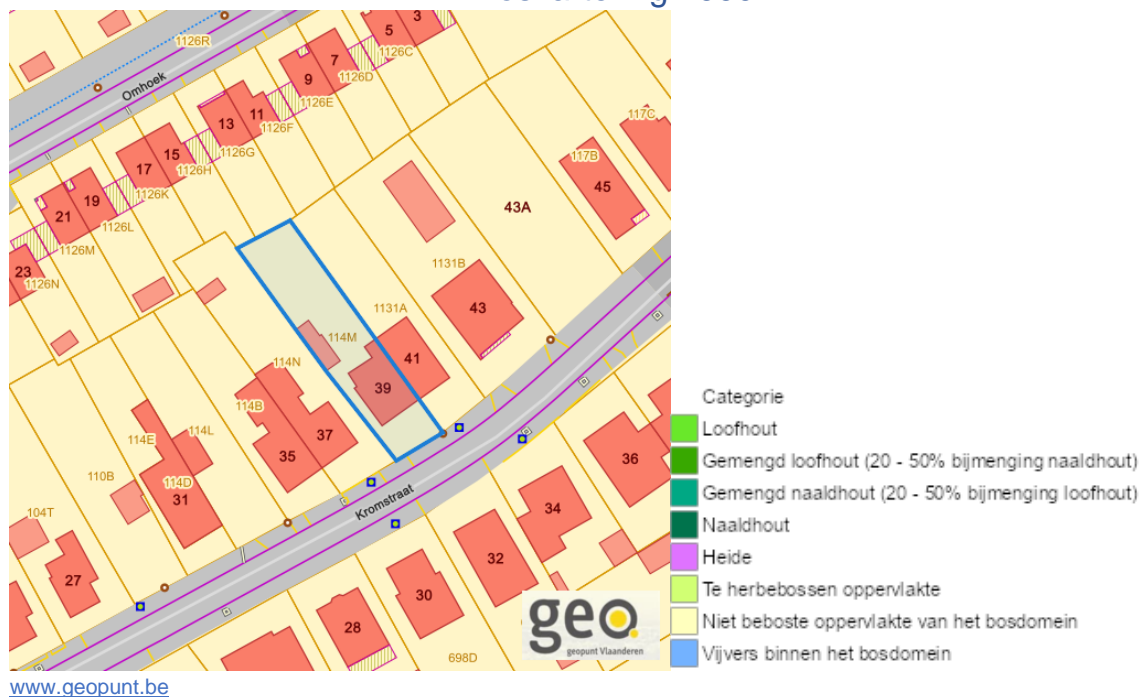 1126R
Omhoek
5
3
1126C
7
9
1126D
1126E
11
13
1126F
1126G
15
17
1126H
1126K
19
21
1126L
1126M
23
1126N
117C
117B
45
43A
1131B
43
1131A
41
114M
39
114N
114B
37
35
114E
114L
110B
114D
31
104T
27
Kromstraat
36
34
32
30
28
698D
geo
geopunt Vlaanderen
Categorie
Loofhout
Gemengd loofhout (20 - 50% bijmenging naaldhout)
Gemengd naaldhout (20 - 50% bijmenging loofhout)
Naaldhout
Heide
Te herbebossen oppervlakte
Niet beboste oppervlakte van het bosdomein
Vijvers binnen het bosdomein
www.geopunt.be